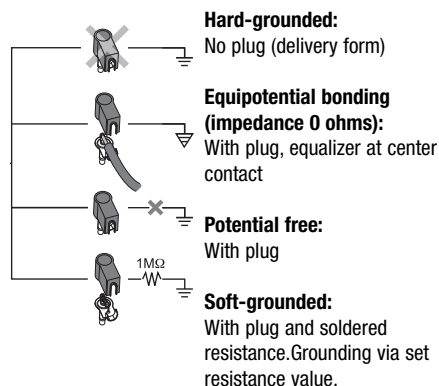 Hard-grounded:
No plug (delivery form)
Equipotential bonding
(impedance 0 ohms):
With plug, equalizer at center
contact
Potential free:
With plug
1MΩ
Soft-grounded:
With plug and soldered
resistance.Grounding via set
resistance value.